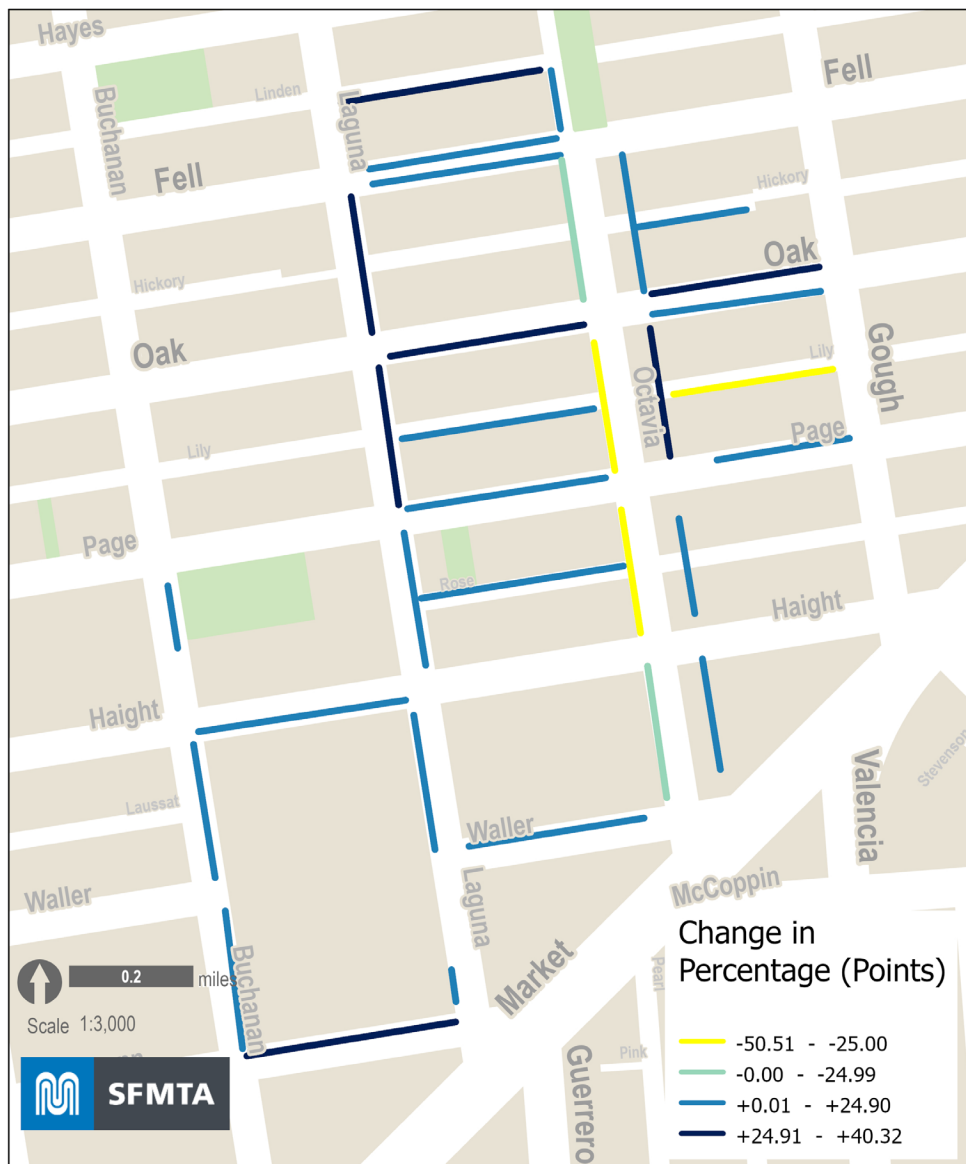 Hayes
Fell
Linden
Buchanan
Laguna
Fell
Hickory
Oak
Hickory
Oak
Lily
Gough
Octavia
Page
Lily
Page
Rose
Haight
Haight
Stevenson
Valencia
Laussat
Waller
McCoppin
Waller
Laguna
Market
Buchanan
Pearl
0.2 miles
Scale 1:3,000
Pink
Guerrero
SFMTA
Change in
Percentage (Points)
-50.51 - -25.00
-0.00 - -24.99
+0.01 - +24.90
+24.91 - +40.32